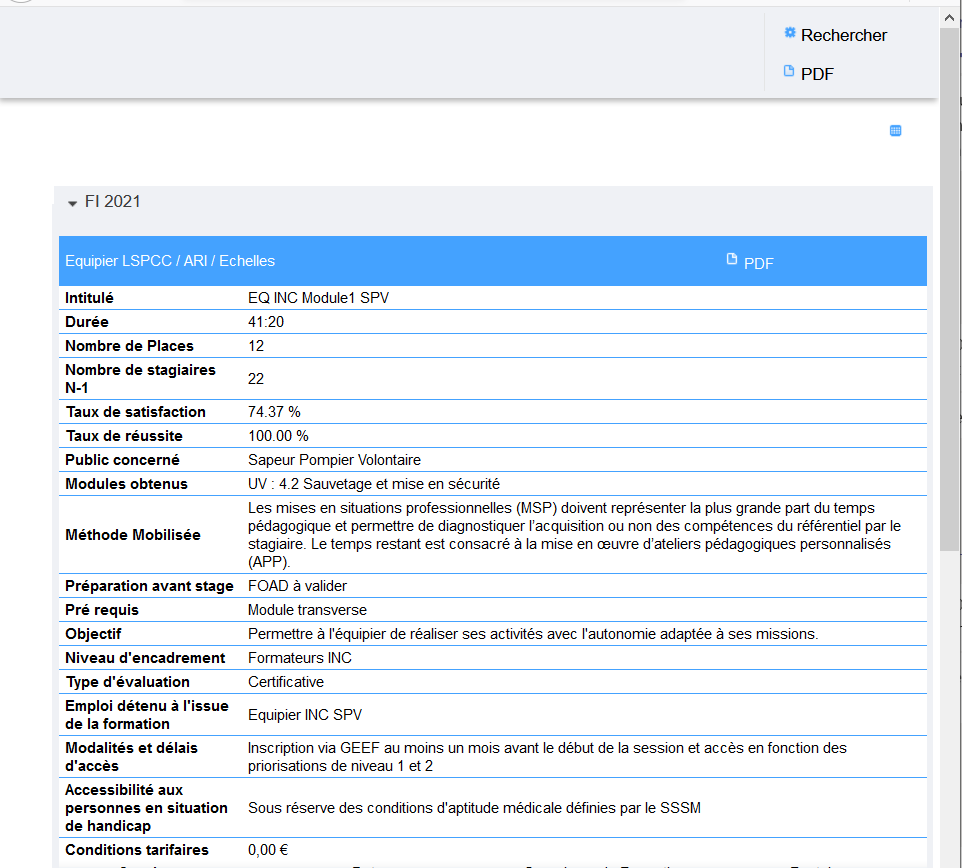 Rechercher
PDF
FI 2021
Equipier LSPCC / ARI / Echelles
PDF
Intitulé EQ INC Module1 SPV
Durée 41:20
Nombre de Places 12
Nombre de stagiaires
N-1
22
Taux de satisfaction 74.37 %
Taux de réussite 100.00 %
Public concerné Sapeur Pompier Volontaire
Modules obtenus UV : 4.2 Sauvetage et mise en sécurité
Méthode Mobilisée
Les mises en situations professionnelles (MSP) doivent représenter la plus grande part du temps
pédagogique et permettre de diagnostiquer l'acquisition ou non des compétences du référentiel par le
stagiaire. Le temps restant est consacré à la mise en œuvre d'ateliers pédagogiques personnalisés
(APP).
Préparation avant stage FOAD à valider
Pré requis Module transverse
Objectif Permettre à l'équipier de réaliser ses activités avec l'autonomie adaptée à ses missions.
Niveau d'encadrement Formateurs INC
Type d'évaluation Certificative
Emploi détenu à l'issue
de la formation
Equipier INC SPV
Modalités et délais
d'accès
Inscription via GEEF au moins un mois avant le début de la session et accès en fonction des
priorisations de niveau 1 et 2
Accessibilité aux
personnes en situation
de handicap
Sous réserve des conditions d'aptitude médicale définies par le SSSM
Conditions tarifaires 0,00 €